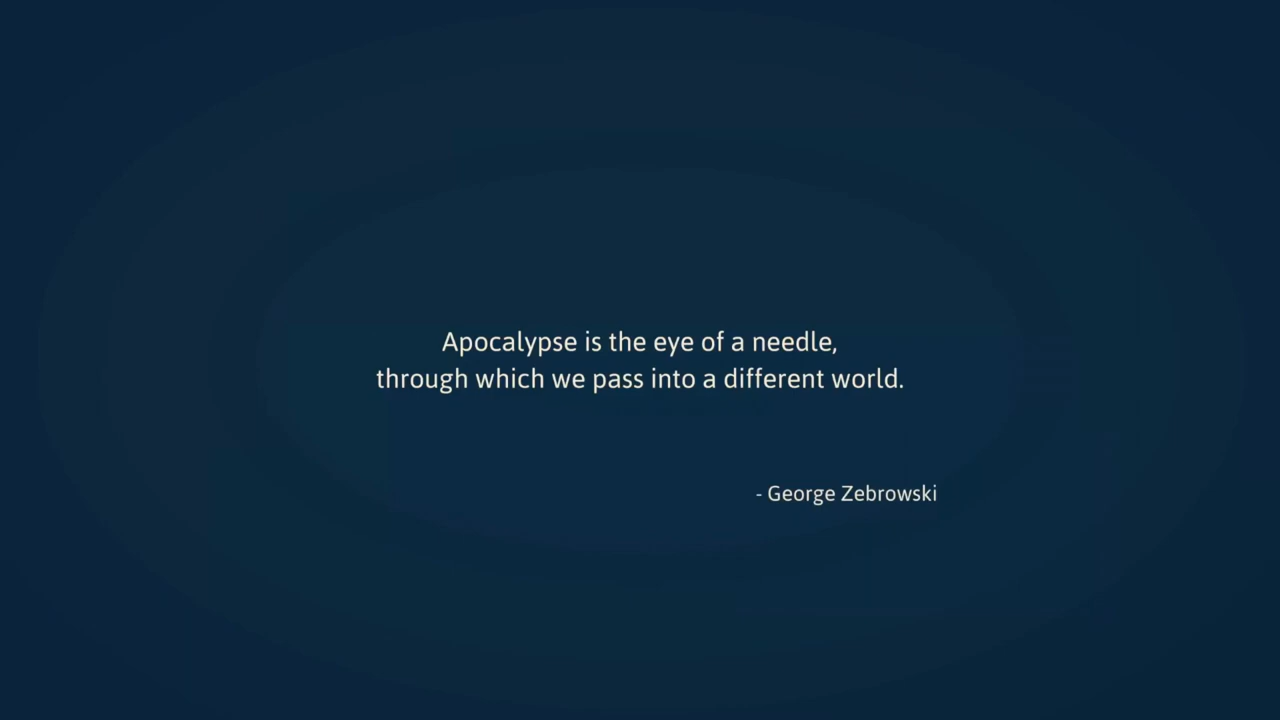 Apocalypse is the eye of a needle,
through which we pass into a different world.
- George Zebrowski